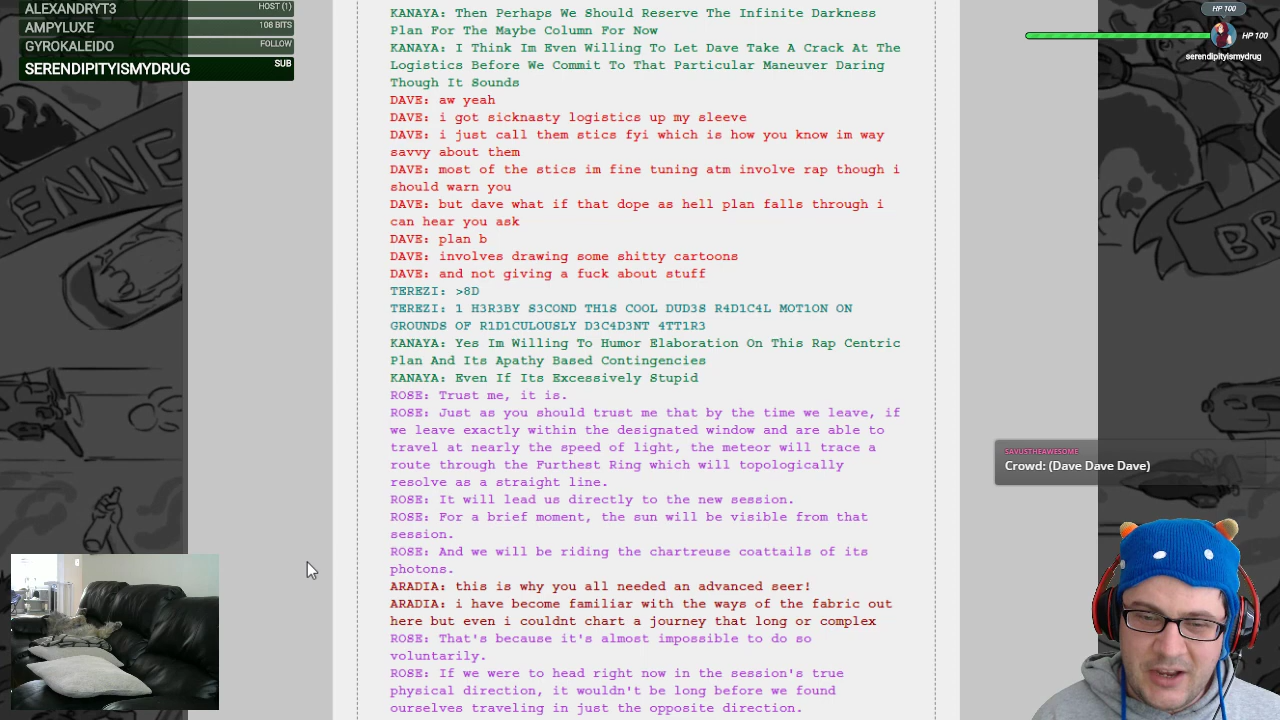 ALEXANDRYT3
HOST (1)
AMPYLUXE
108 BITS
GYROKALEIDO
FOLLOW
SERENDIPITYISMYDRUG
SUB
HP 100
HP 100
serendipityismydrug
KANAYA: Then Perhaps We Should Reserve The Infinite Darkness
Plan For The Maybe Column For Now
KANAYA: I Think Im Even Willing To Let Dave Take A Crack At The
Logistics Before We Commit To That Particular Maneuver Daring
Though It Sounds
DAVE: aw yeah
DAVE: i got sicknasty logistics up my sleeve
DAVE: i just call them stics fyi which is how you know im way
savvy about them
DAVE: most of the stics im fine tuning atm involve rap though i
should warn you
DAVE: but dave what if that dope as hell plan falls through i
can hear you ask
DAVE: plan b
DAVE: involves drawing some shitty cartoons
DAVE: and not giving a fuck about stuff
TEREZI: >8D
TEREZI: 1 H3R3BY S3COND TH1S COOL DUD3S R4D1C4L MOT1ON ON
GROUNDS OF R1D1CULOUSLY D3C4D3NT 4TT1R3
KANAYA: Yes Im Willing To Humor Elaboration On This Rap Centric
Plan And Its Apathy Based Contingencies
KANAYA: Even If Its Excessively Stupid
ROSE: Trust me, it is.
ROSE: Just as you should trust me that by the time we leave, if
we leave exactly within the designated window and are able to
travel at nearly the speed of light, the meteor will trace a
route through the Furthest Ring which will topologically
resolve as a straight line.
ROSE: It will lead us directly to the new session.
ROSE: For a brief moment, the sun will be visible from that
session.
ROSE: And we will be riding the chartreuse coattails of its
photons.
ARADIA: this is why you all needed an advanced seer!
ARADIA: i have become familiar with the ways of the fabric out
here but even i couldnt chart a journey that long or complex
ROSE: That's because it's almost impossible to do so
voluntarily.
ROSE: If we were to head right now in the session's true
physical direction, it wouldn't be long before we found
ourselves traveling in just the opposite direction.
SAVUSTHEAWESOME
Crowd: (Dave Dave Dave)
ENNE
BR